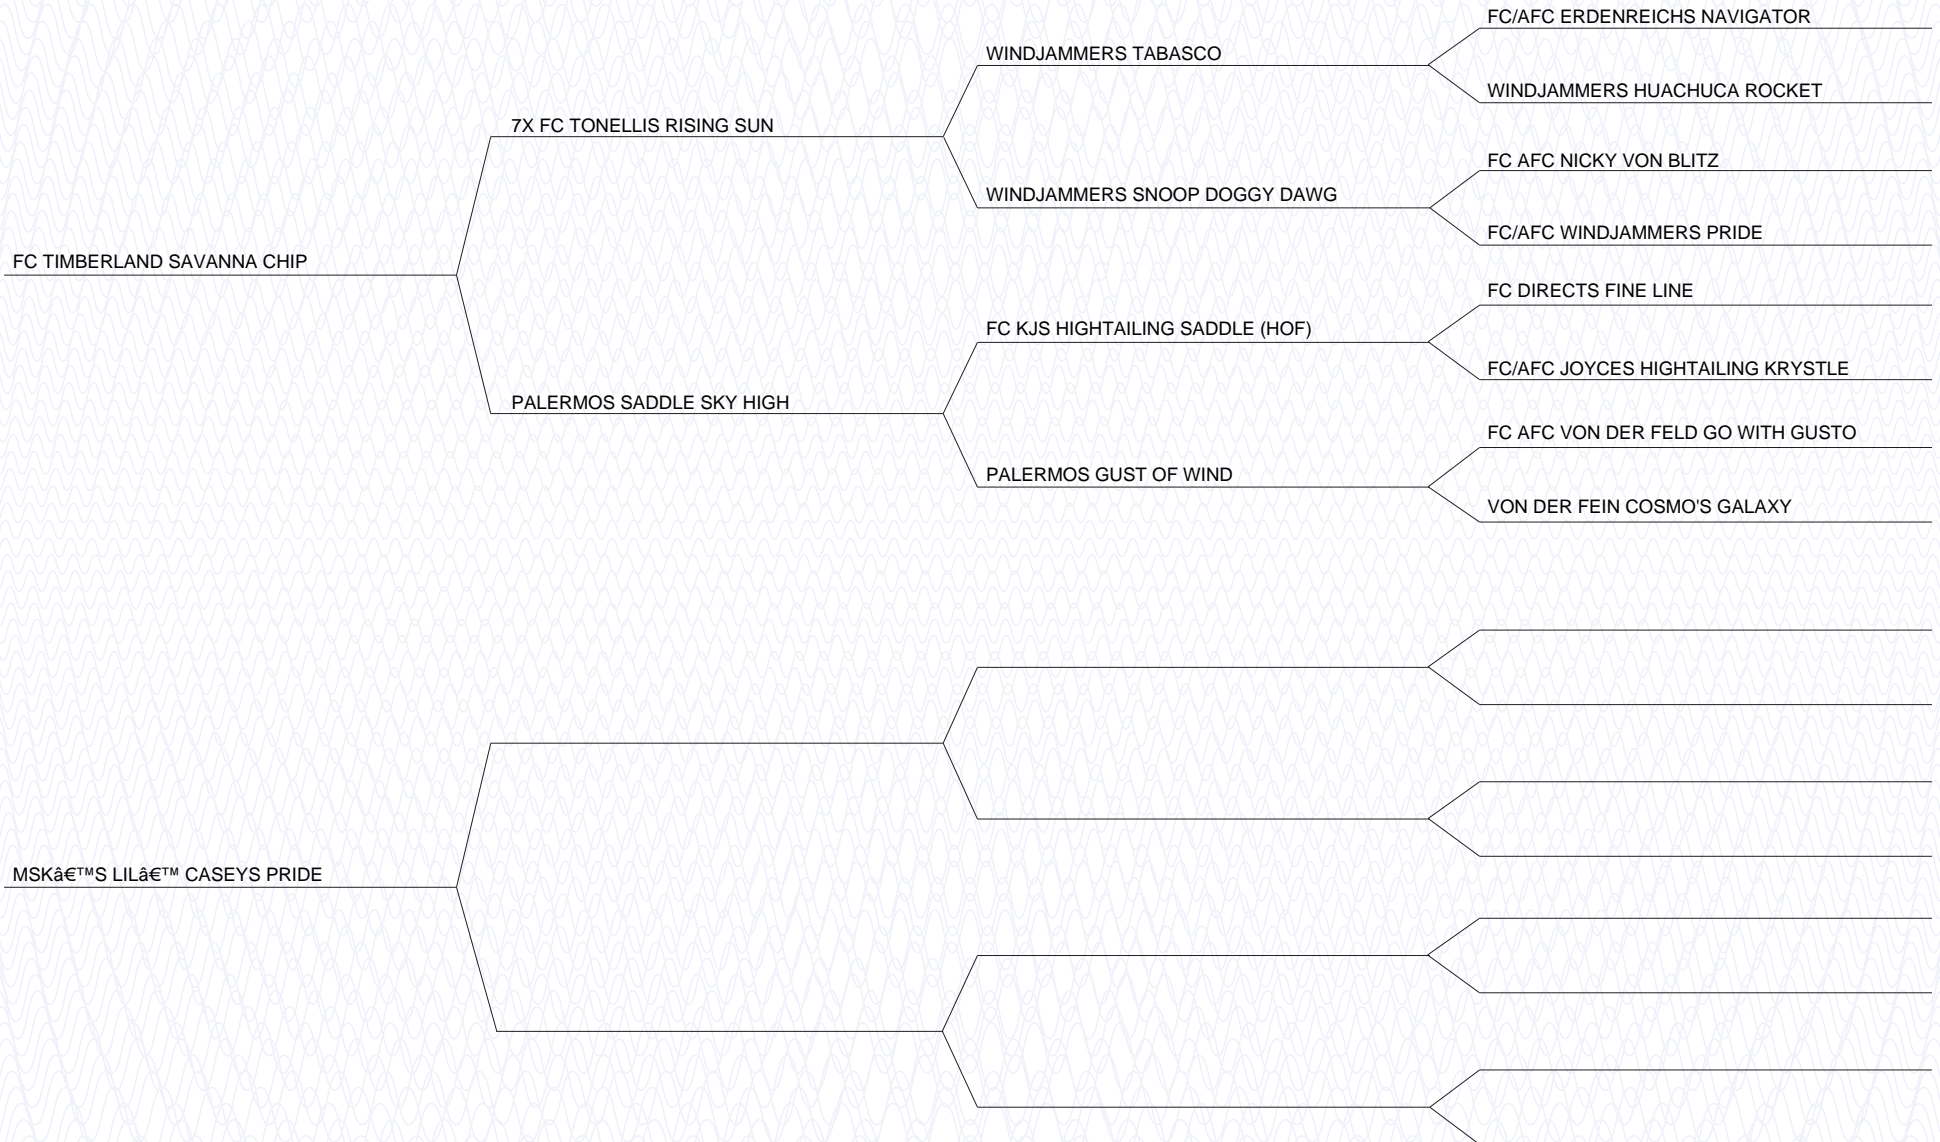 FC/AFC ERDENREICHS NAVIGATOR
WINDJAMMERS TABASCO
WINDJAMMERS HUACHUCA ROCKET
7X FC TONELLIS RISING SUN
FC AFC NICKY VON BLITZ
WINDJAMMERS SNOOP DOGGY DAWG
FC/AFC WINDJAMMERS PRIDE
FC TIMBERLAND SAVANNA CHIP
FC DIRECTS FINE LINE
FC KJS HIGHTAILING SADDLE (HOF)
FC/AFC JOYCES HIGHTAILING KRYSTLE
PALERMOS SADDLE SKY HIGH
FC AFC VON DER FELD GO WITH GUSTO
PALERMOS GUST OF WIND
VON DER FEIN COSMO'S GALAXY
MSKâ€™S LILâ€™ CASEYS PRIDE